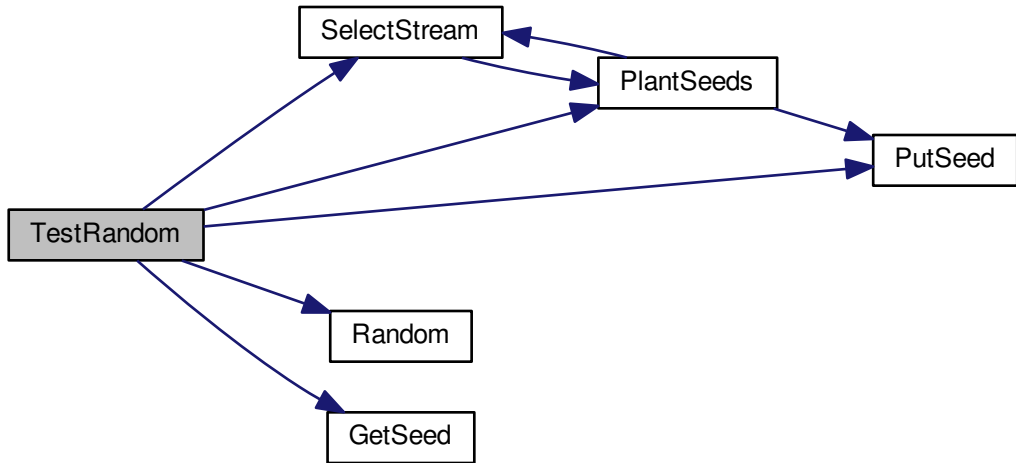 SelectStream
PlantSeeds
PutSeed
TestRandom
Random
GetSeed